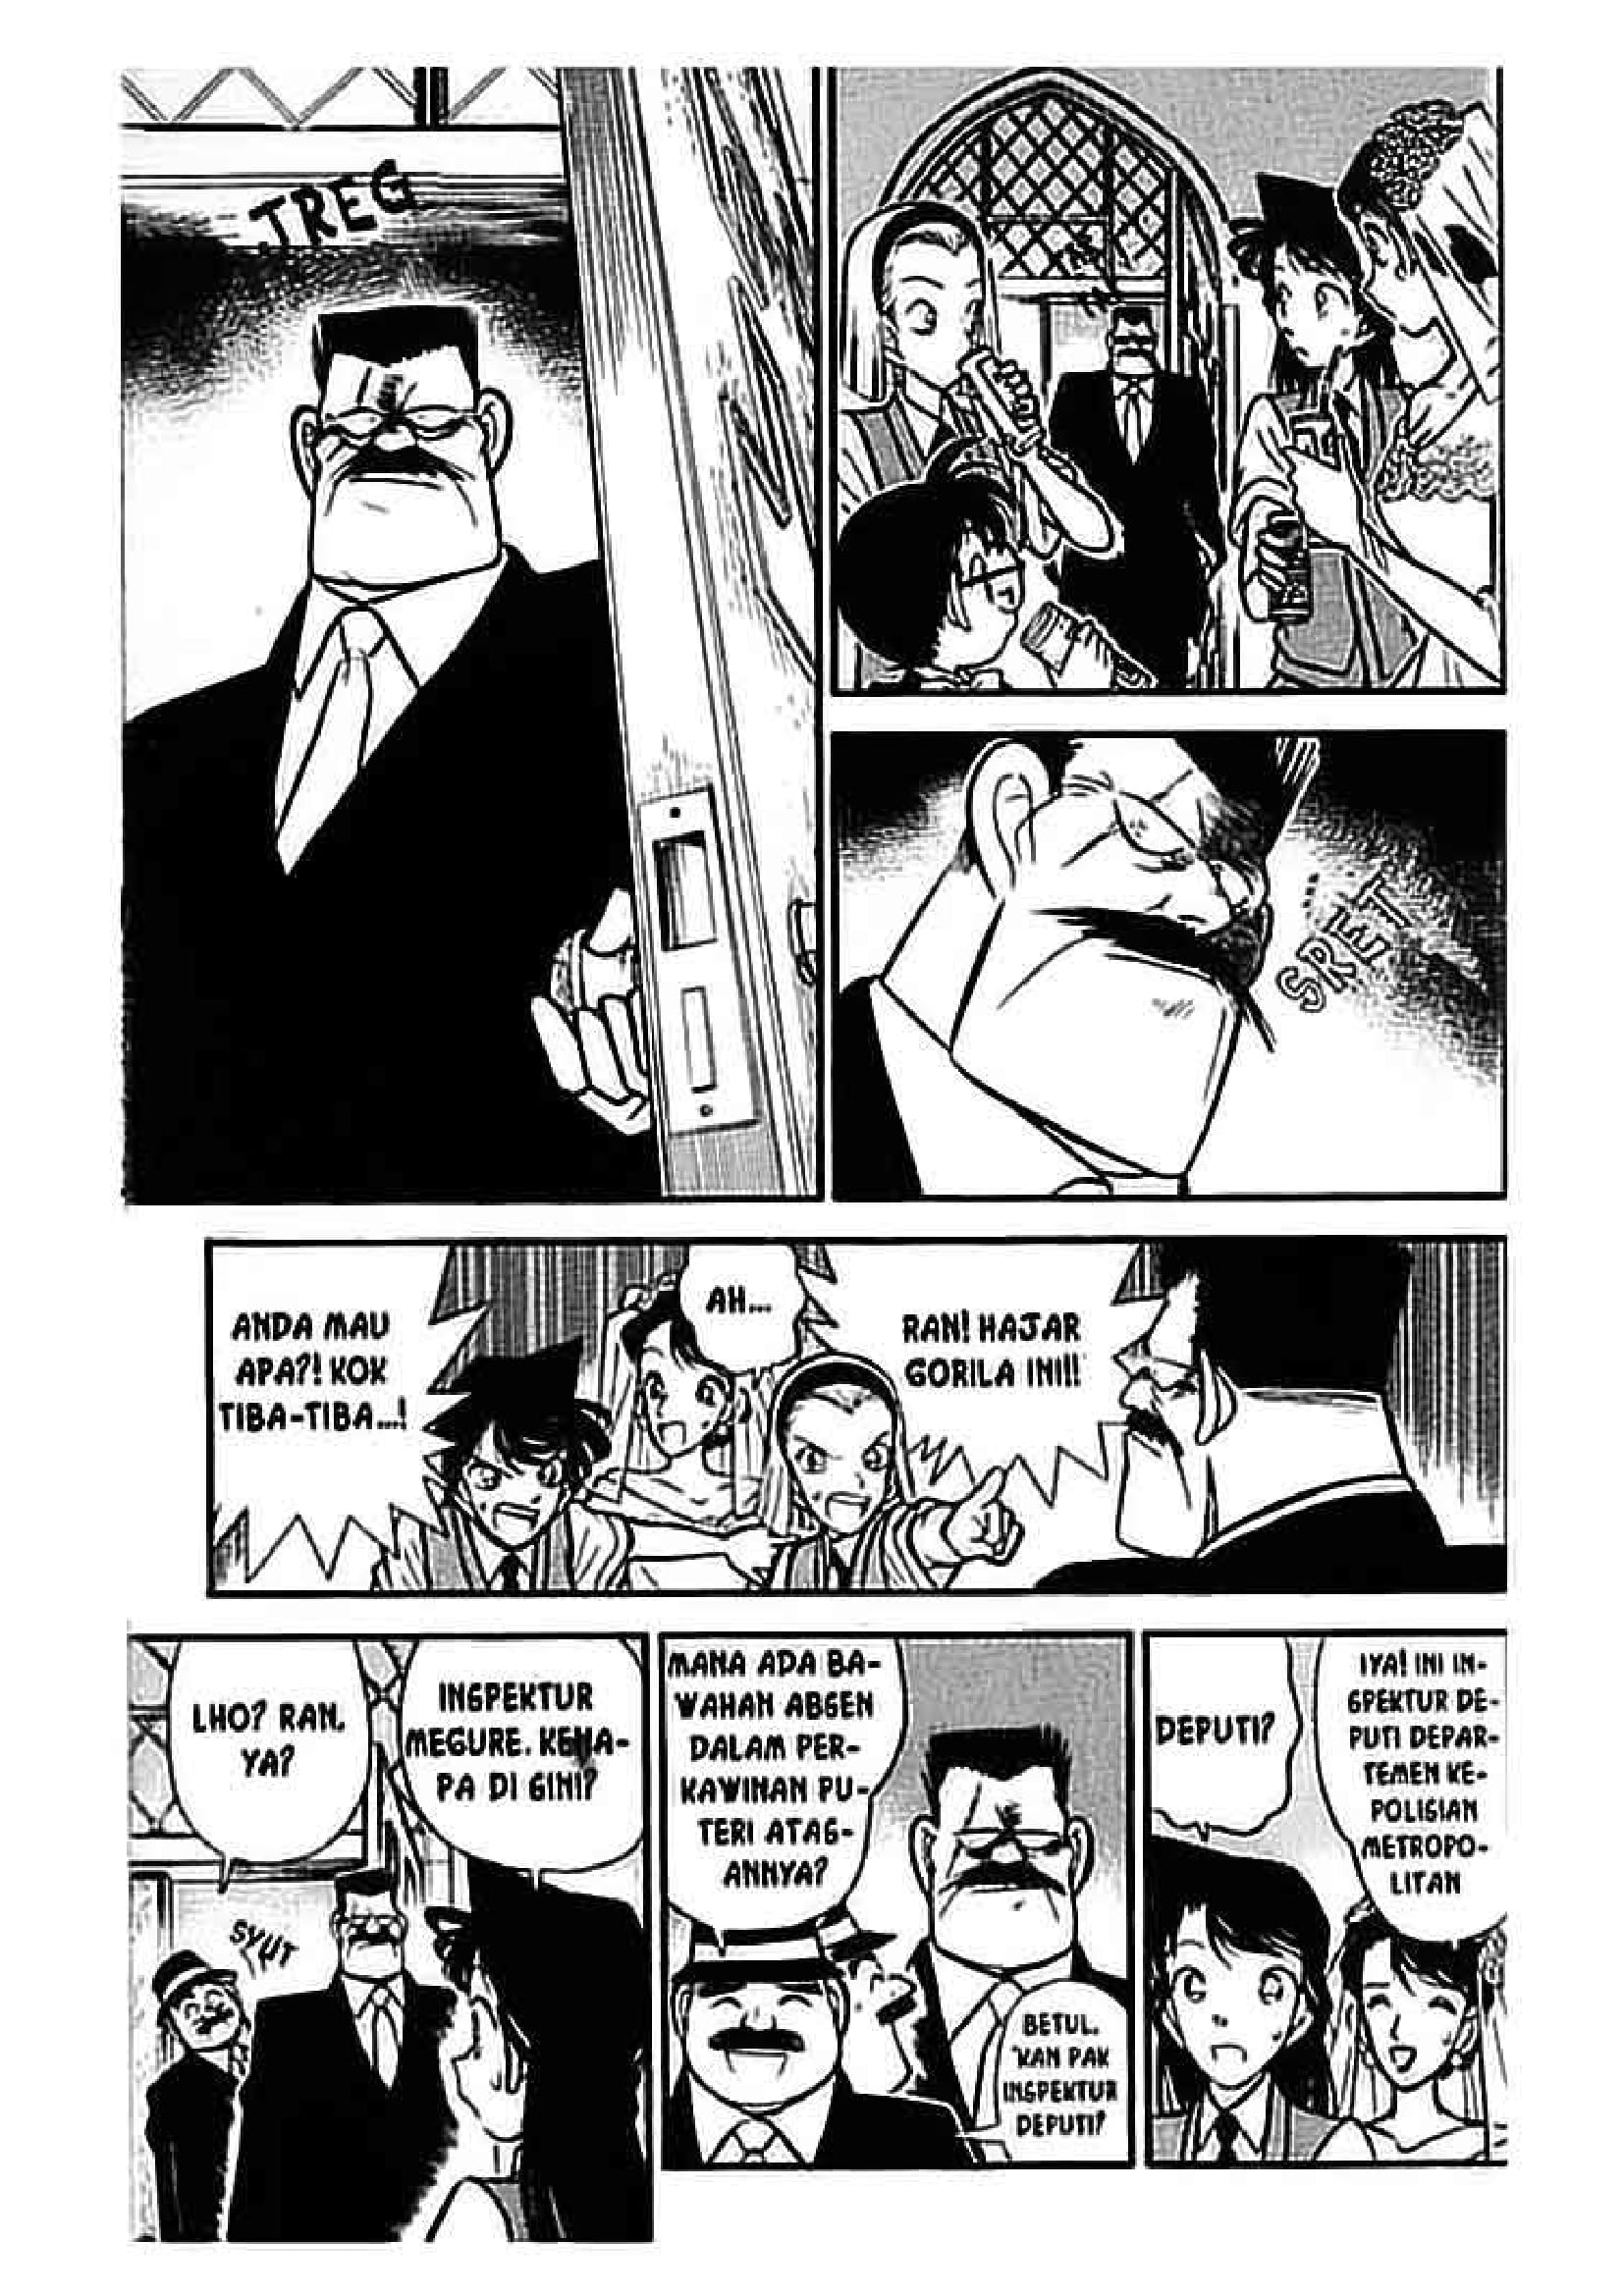 TREG
SRET
ANDA MAU
APA?! KOK
TIBA-TIBA...!
AH...
RAN! HAJAR
GORILA INI!!
LHO? RAN,
YA?
INSPEKTUR
MEGURE, KENA-
PA DI SINI?
SYUT
MANA ADA BA-
WAHAN ABSEN
DALAM PER-
KAWINAN PU-
TERI ATAS-
ANNYA?
BETUL,
'KAN PAK
INSPEKTUR
DEPUTI?
DEPUTI?
IYA! INI IN-
SPEKTUR DE-
PUTI DEPAR-
TEMEN KE-
POLISIAN
METROPO-
LITAN